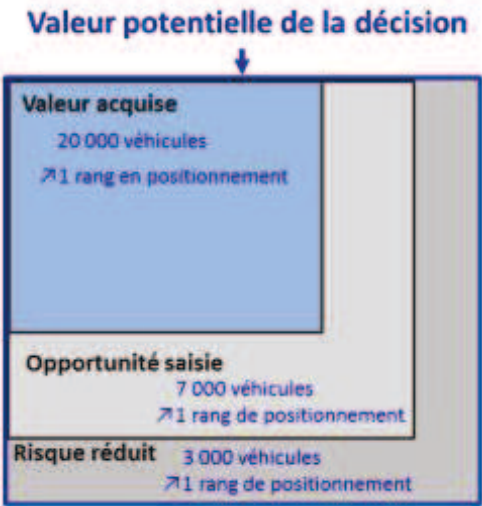 Valeur potentielle de la décision
Valeur acquise
20 000 véhicules
↗1 rang en positionnement
Opportunité saisie
7 000 véhicules
↗1 rang de positionnement
Risque réduit 3 000 véhicules
↗1 rang de positionnement